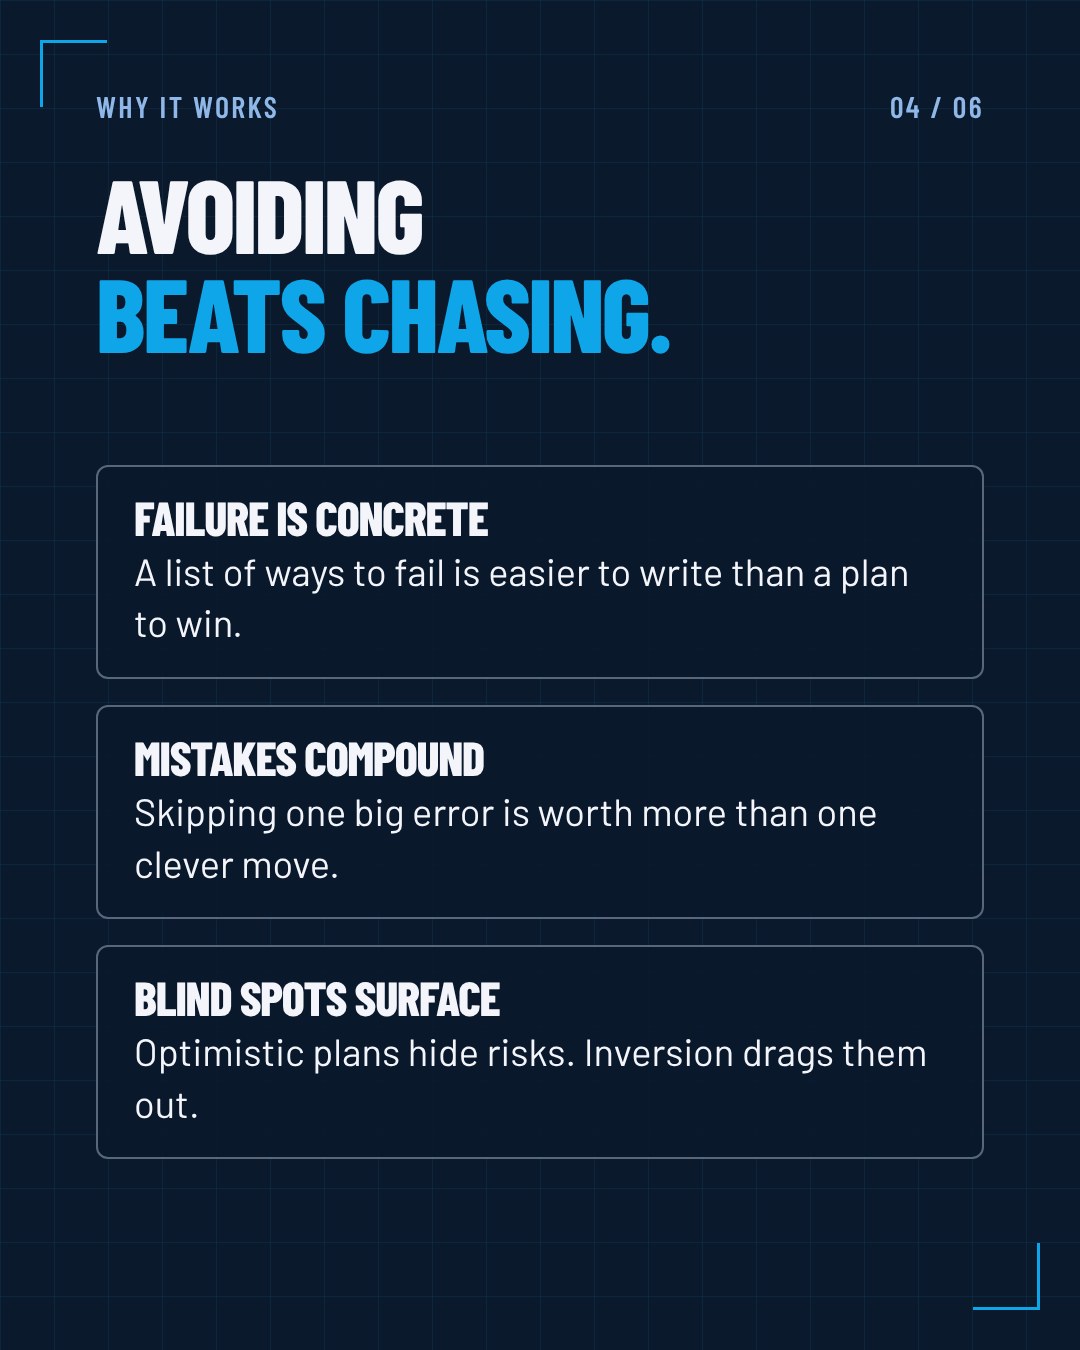 WHY IT WORKS
04 / 06
AVOIDING
BEATS CHASING.
FAILURE IS CONCRETE
A list of ways to fail is easier to write than a plan
to win.
MISTAKES COMPOUND
Skipping one big error is worth more than one
clever move.
BLIND SPOTS SURFACE
Optimistic plans hide risks. Inversion drags them
out.